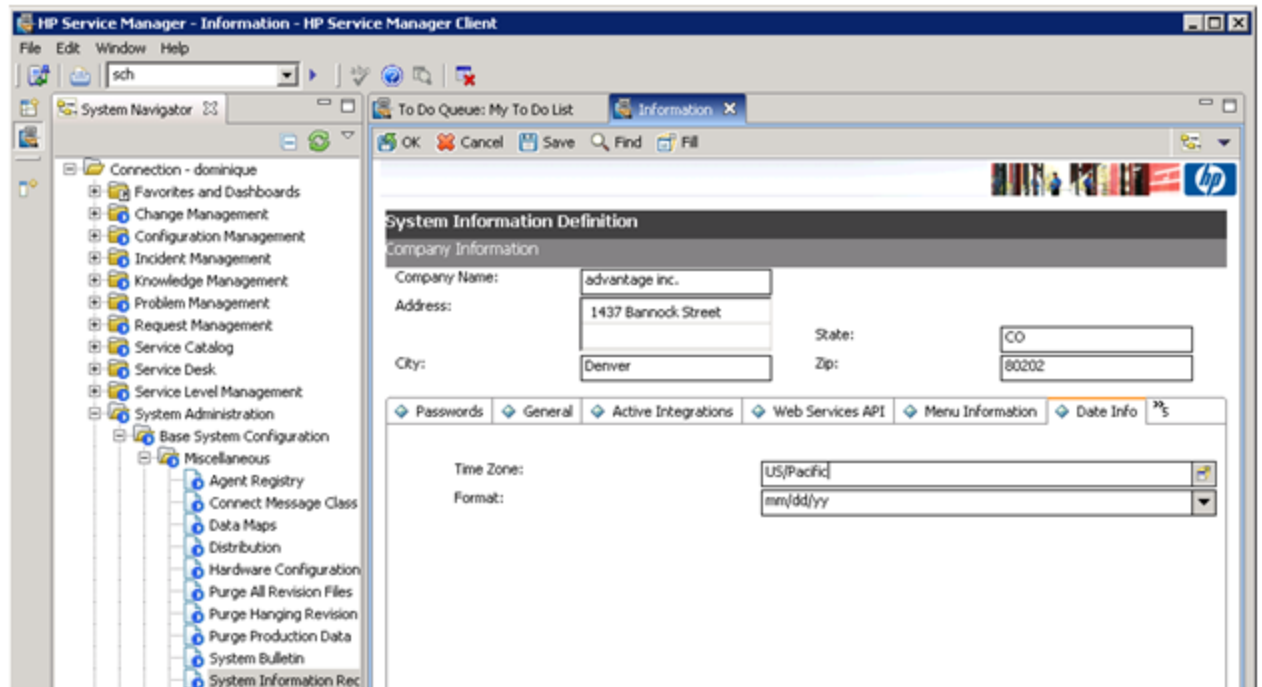 HP Service Manager - Information - HP Service Manager Client
File Edit Window Help
sch
System Navigator
To Do Queue: My To Do List
Information
OK
Cancel
Save
Find
Fill
Connection - dominique
Favorites and Dashboards
Change Management
Configuration Management
Incident Management
Knowledge Management
Problem Management
Request Management
Service Catalog
Service Desk
Service Level Management
System Administration
Base System Configuration
Miscellaneous
Agent Registry
Connect Message Class
Data Maps
Distribution
Hardware Configuration
Purge All Revision Files
Purge Hanging Revision
Purge Production Data
System Bulletin
System Information Rec
hp
System Information Definition
Company Information
Company Name: advantage inc.
Address: 1437 Bannock Street
State: CO
City: Denver
Zip: 80202
Passwords
General
Active Integrations
Web Services API
Menu Information
Date Info
»5
Time Zone: US/Pacific
Format: mm/dd/yy